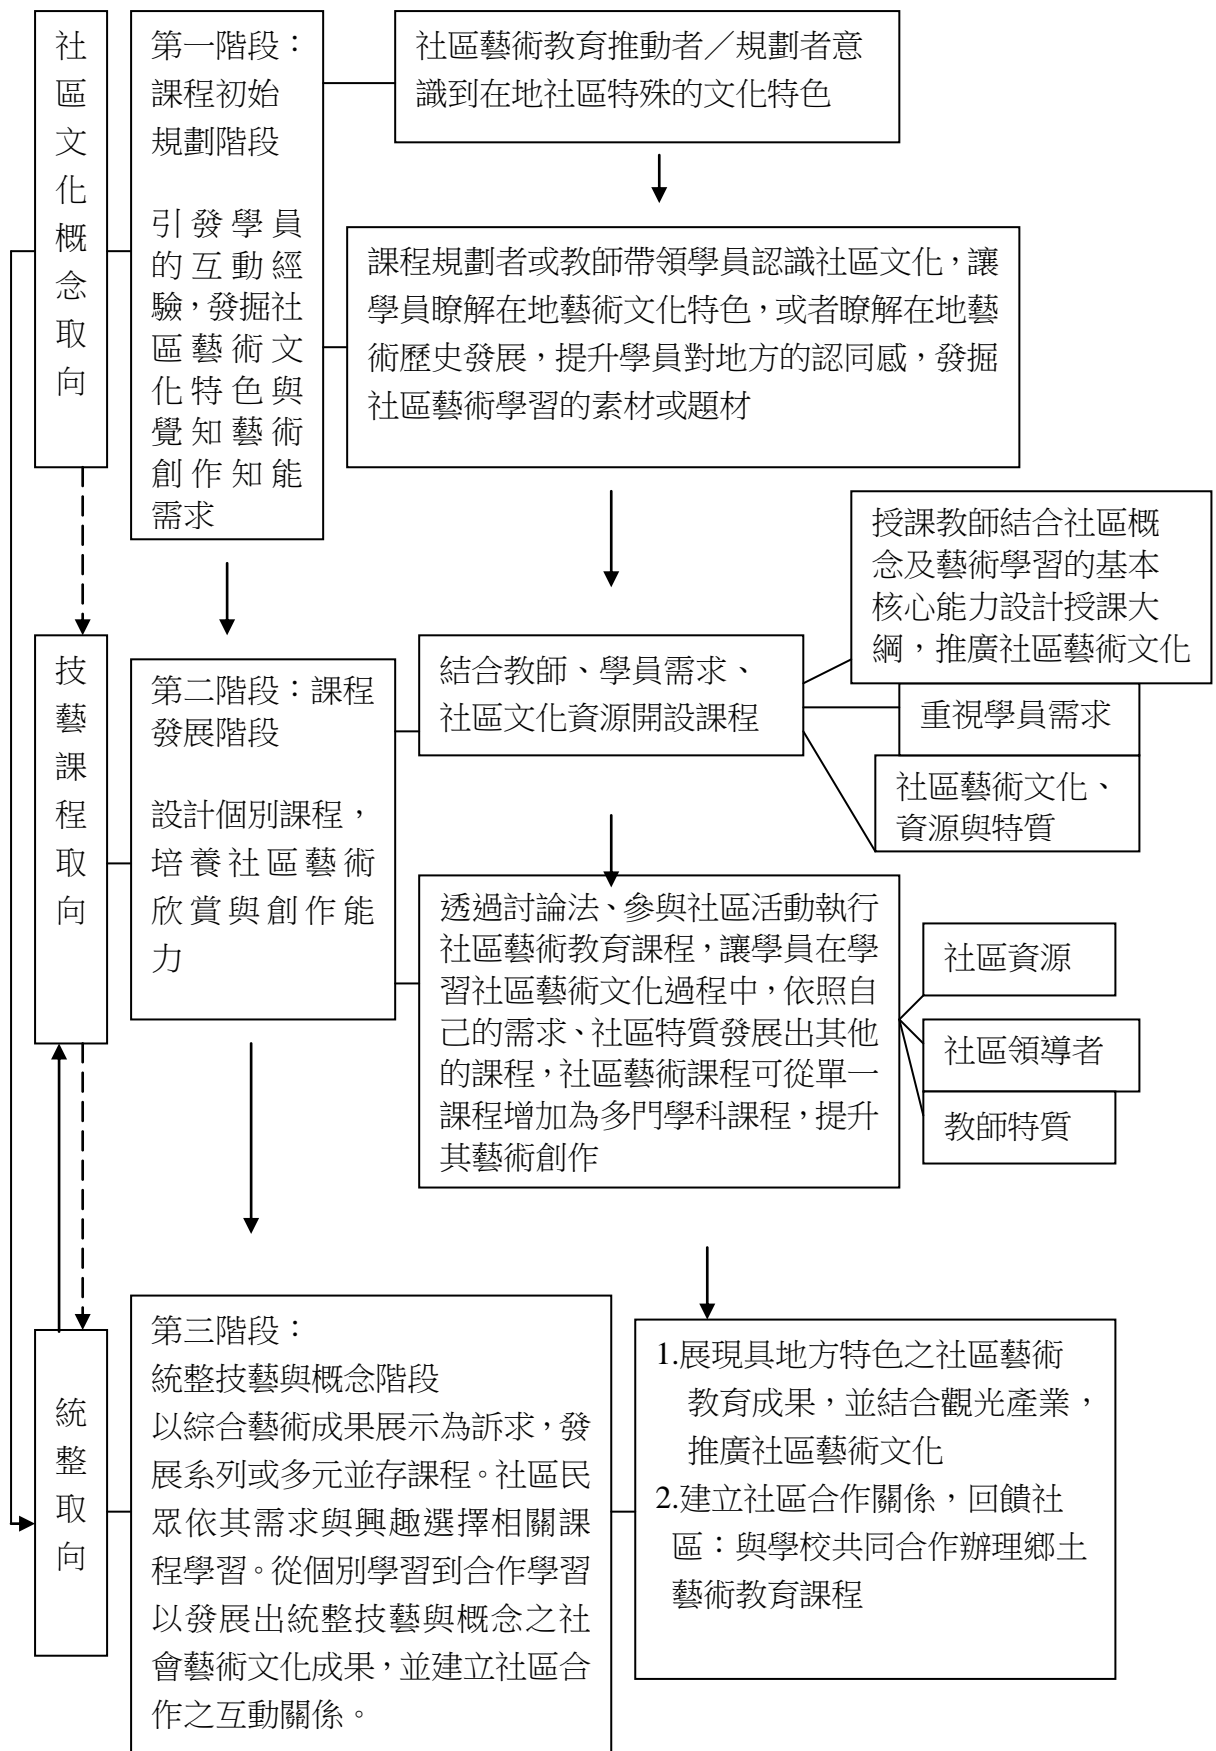 社區文化概念取向
第一階段：
課程初始
規劃階段
引發學員
的互動經
驗，發掘社
區藝術文
化特色與
覺知藝術
創作知能
需求
社區藝術教育推動者／規劃者意
識到在地社區特殊的文化特色
課程規劃者或教師帶領學員認識社區文化，讓
學員瞭解在地藝術文化特色，或者瞭解在地藝
術歷史發展，提升學員對地方的認同感，發掘
社區藝術學習的素材或題材
技藝課程取向
第二階段：課程
發展階段
設計個別課程，
培養社區藝術
欣賞與創作能
力
結合教師、學員需求、
社區文化資源開設課程
授課教師結合社區概
念及藝術學習的基本
核心能力設計授課大
綱，推廣社區藝術文化
重視學員需求
社區藝術文化、
資源與特質
透過討論法、參與社區活動執行
社區藝術教育課程，讓學員在學
習社區藝術文化過程中，依照自
己的需求、社區特質發展出其他
的課程，社區藝術課程可從單一
課程增加為多門學科課程，提升
其藝術創作
社區資源
社區領導者
教師特質
統整取向
第三階段：
統整技藝與概念階段
以綜合藝術成果展示為訴求，發
展系列或多元並存課程。社區民
眾依其需求與興趣選擇相關課
程學習。從個別學習到合作學習
以發展出統整技藝與概念之社
會藝術文化成果，並建立社區合
作之互動關係。
1.展現具地方特色之社區藝術
教育成果，並結合觀光產業，
推廣社區藝術文化
2.建立社區合作關係，回饋社
區：與學校共同合作辦理鄉土
藝術教育課程